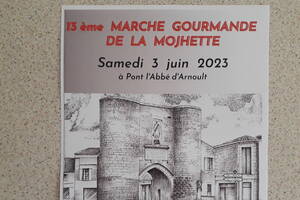 13 ème MARCHE GOURMANDE
DE LA MOJHETTE
Samedi 3 juin 2023
à Pont l'Abbé d'Arnoult